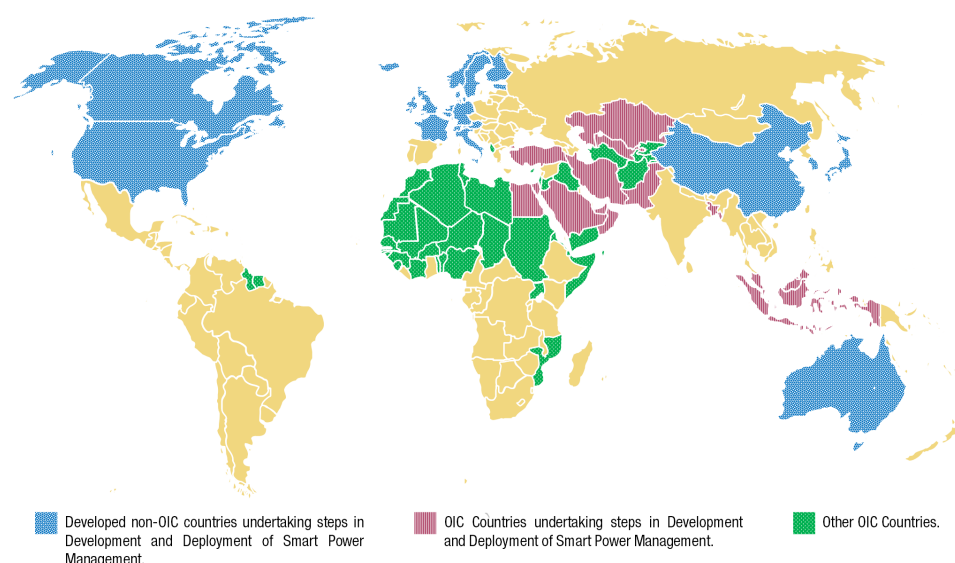 Developed non-OIC countries undertaking steps in
Development and Deployment of Smart Power
Management.
OIC Countries undertaking steps in Development
and Deployment of Smart Power Management.
Other OIC Countries.